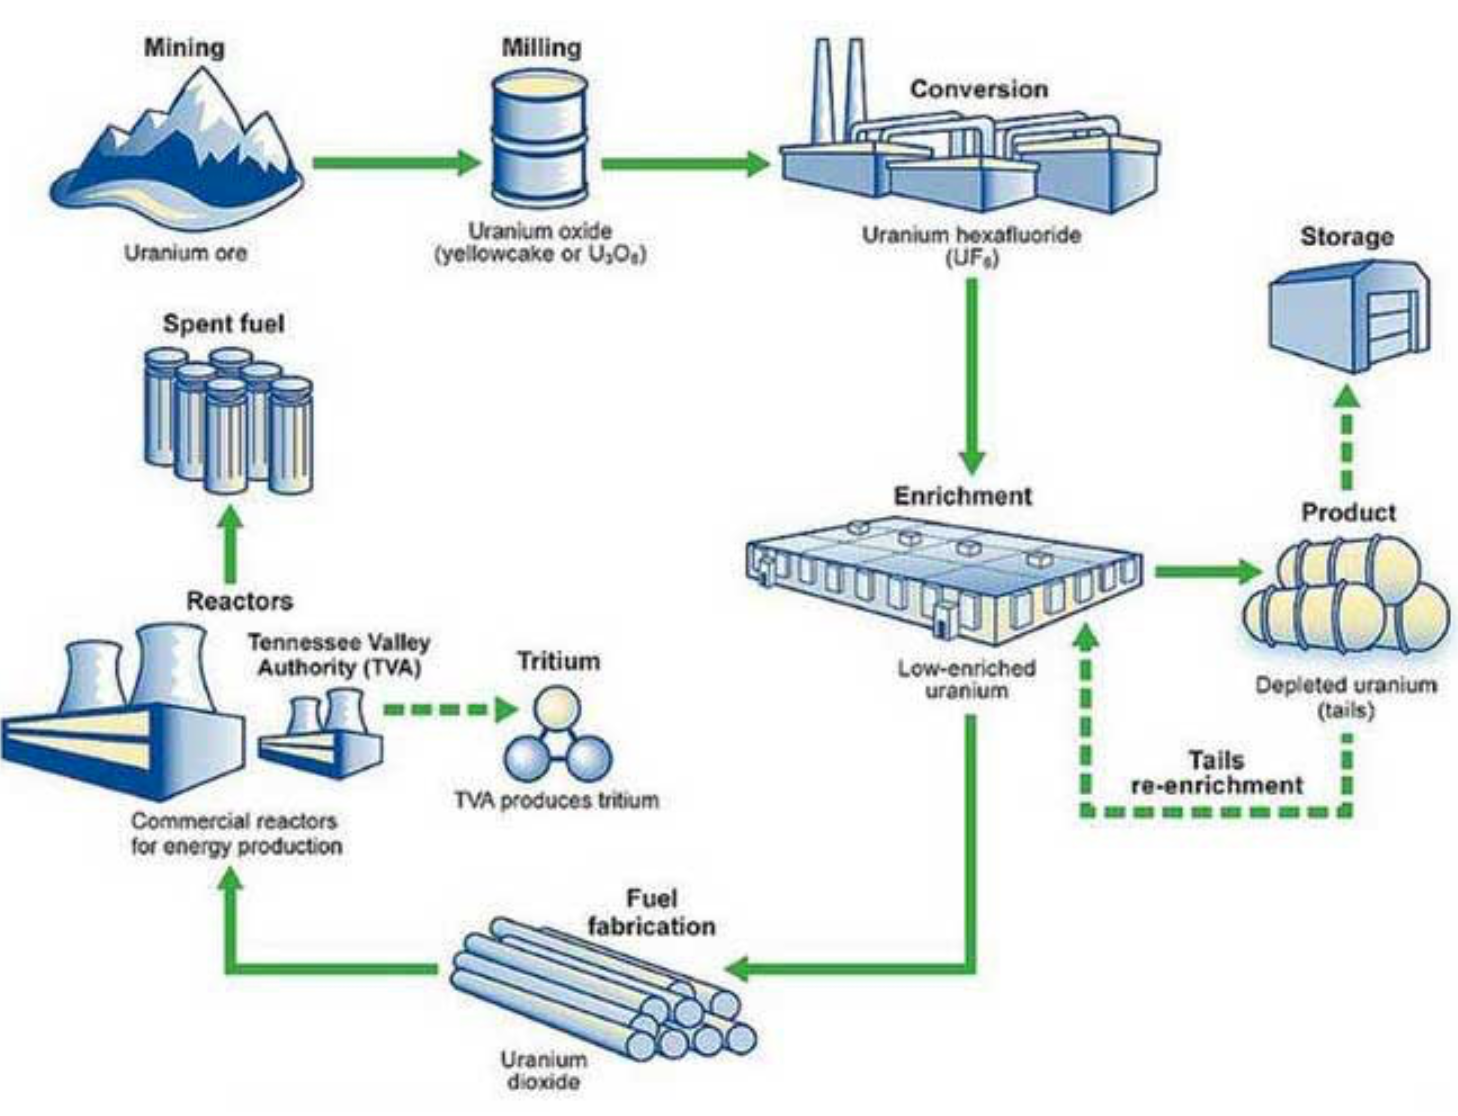 Mining
Uranium ore
Milling
Uranium oxide
(yellowcake or U₃O₈)
Conversion
Uranium hexafluoride
(UF₆)
Storage
Spent fuel
Enrichment
Low-enriched
uranium
Product
Depleted uranium
(tails)
Tails
re-enrichment
Reactors
Tennessee Valley
Authority (TVA)
Tritium
TVA produces tritium
Commercial reactors
for energy production
Fuel
fabrication
Uranium
dioxide